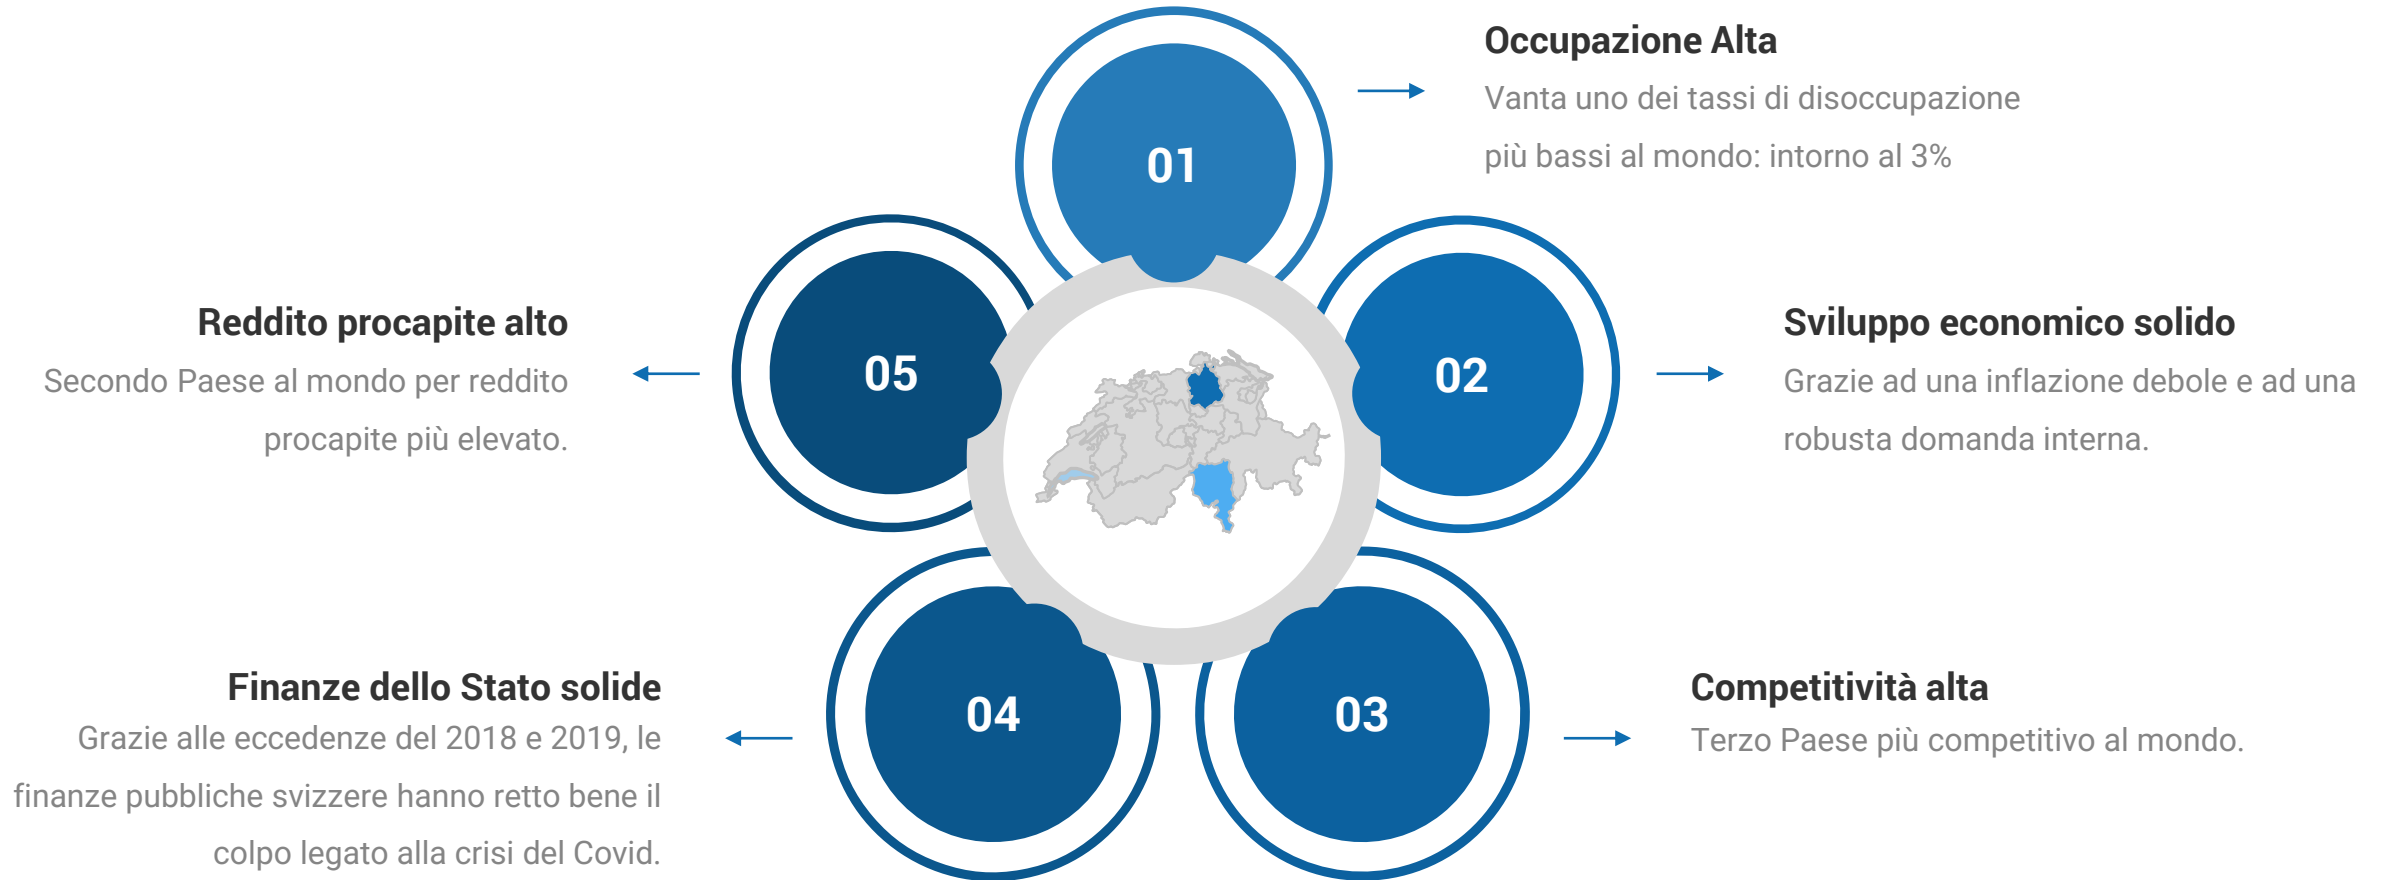 01
Occupazione Alta
Vanta uno dei tassi di disoccupazione
più bassi al mondo: intorno al 3%
02
Sviluppo economico solido
Grazie ad una inflazione debole e ad una
robusta domanda interna.
03
Competitività alta
Terzo Paese più competitivo al mondo.
04
Finanze dello Stato solide
Grazie alle eccedenze del 2018 e 2019, le
finanze pubbliche svizzere hanno retto bene il
colpo legato alla crisi del Covid.
05
Reddito procapite alto
Secondo Paese al mondo per reddito
procapite più elevato.